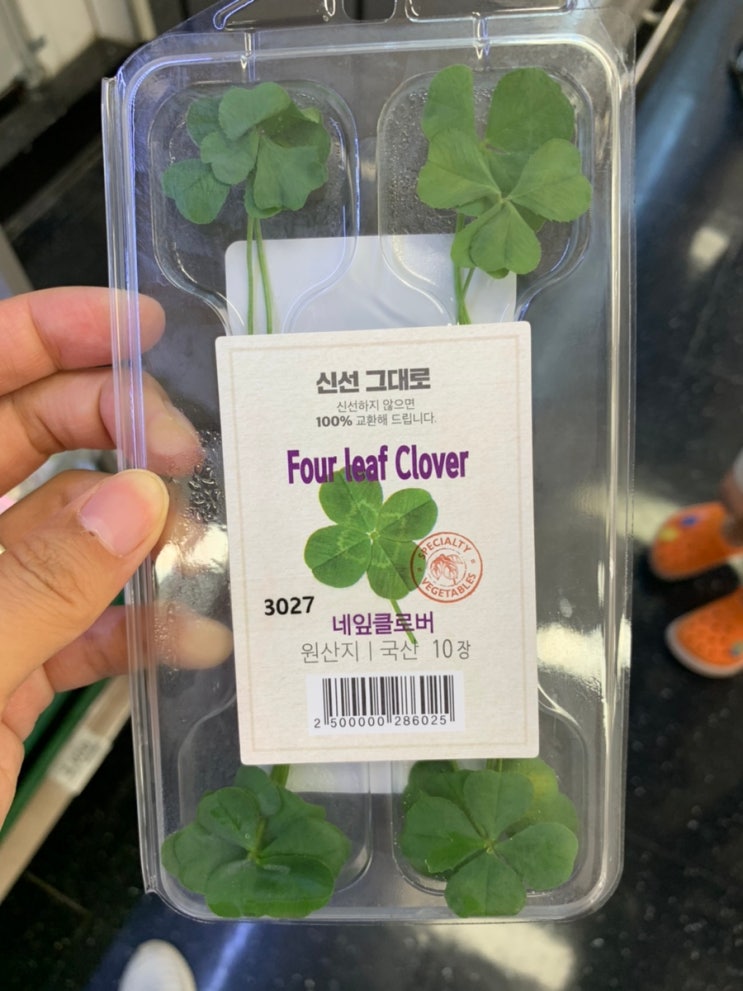 신선 그대로
신선하지 않으면
100% 교환해 드립니다.
Four leaf Clover
SPECIALTY
VEGETABLES
3027
네잎클로버
원산지 | 국산 10장
2 500000 286025